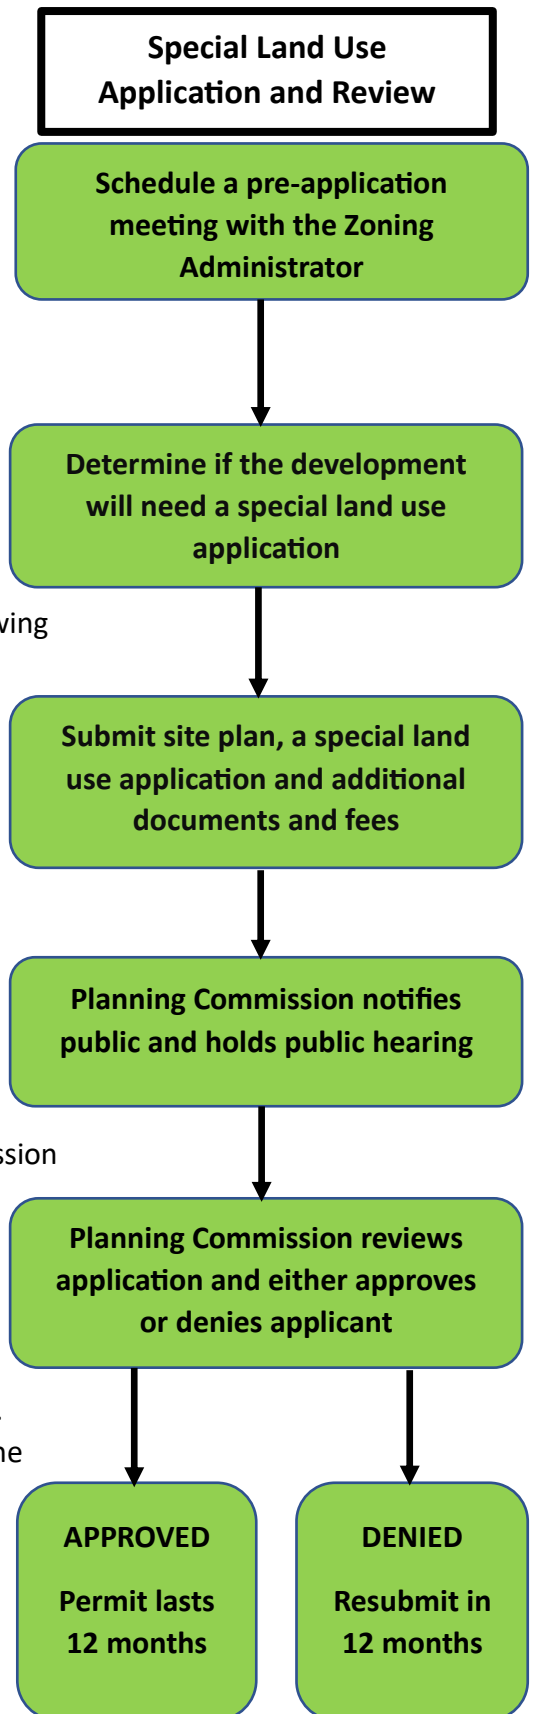 Special Land Use
Application and Review
Schedule a pre-application
meeting with the Zoning
Administrator
Determine if the development
will need a special land use
application
Submit site plan, a special land
use application and additional
documents and fees
Planning Commission notifies
public and holds public hearing
Planning Commission reviews
application and either approves
or denies applicant
APPROVED
Permit lasts
12 months
DENIED
Resubmit in
12 months